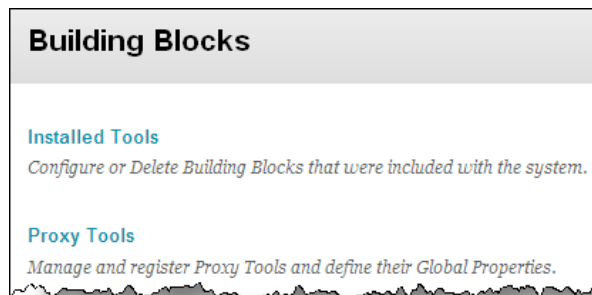 Building Blocks
Installed Tools
Configure or Delete Building Blocks that were included with the system.
Proxy Tools
Manage and register Proxy Tools and define their Global Properties.